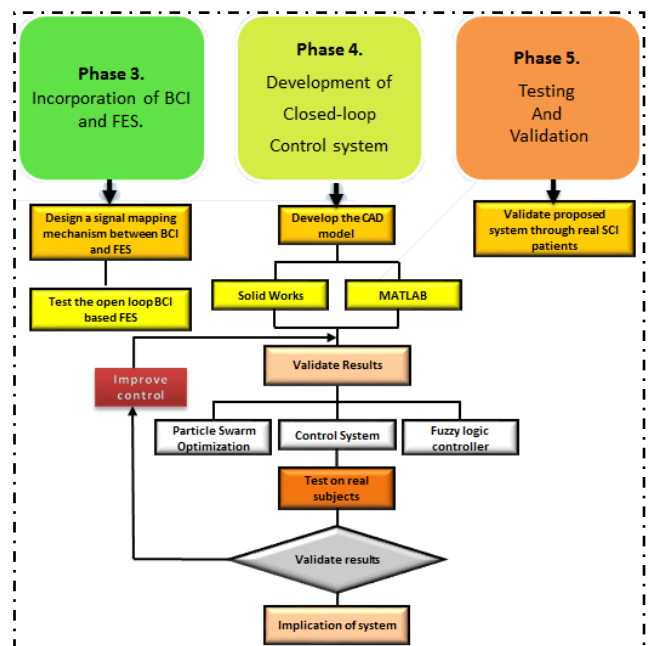 Phase 3.
Incorporation of BCI
and FES.
Phase 4.
Development of
Closed-loop
Control system
Phase 5.
Testing
And
Validation
Design a signal mapping
mechanism between BCI
and FES
Test the open loop BCI
based FES
Develop the CAD
model
Solid Works
MATLAB
Validate proposed
system through real SCI
patients
Validate Results
Improve
control
Particle Swarm
Optimization
Control System
Fuzzy logic
controller
Test on real
subjects
Validate results
Implication of system